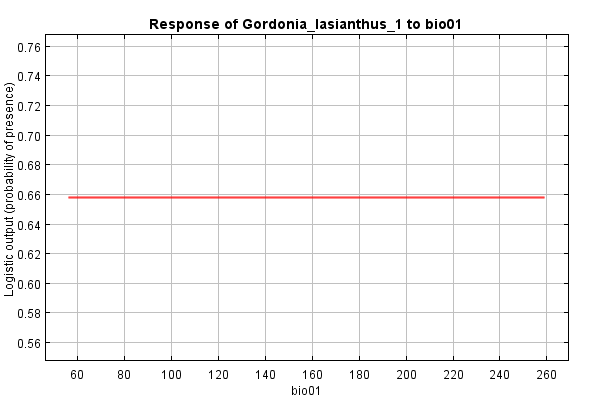 Response of Gordonia_lasianthus_1 to bio01
Logistic output (probability of presence)
0.76
0.74
0.72
0.70
0.68
0.66
0.64
0.62
0.60
0.58
0.56
60 80 100 120 140 160 180 200 220 240 260
bio01